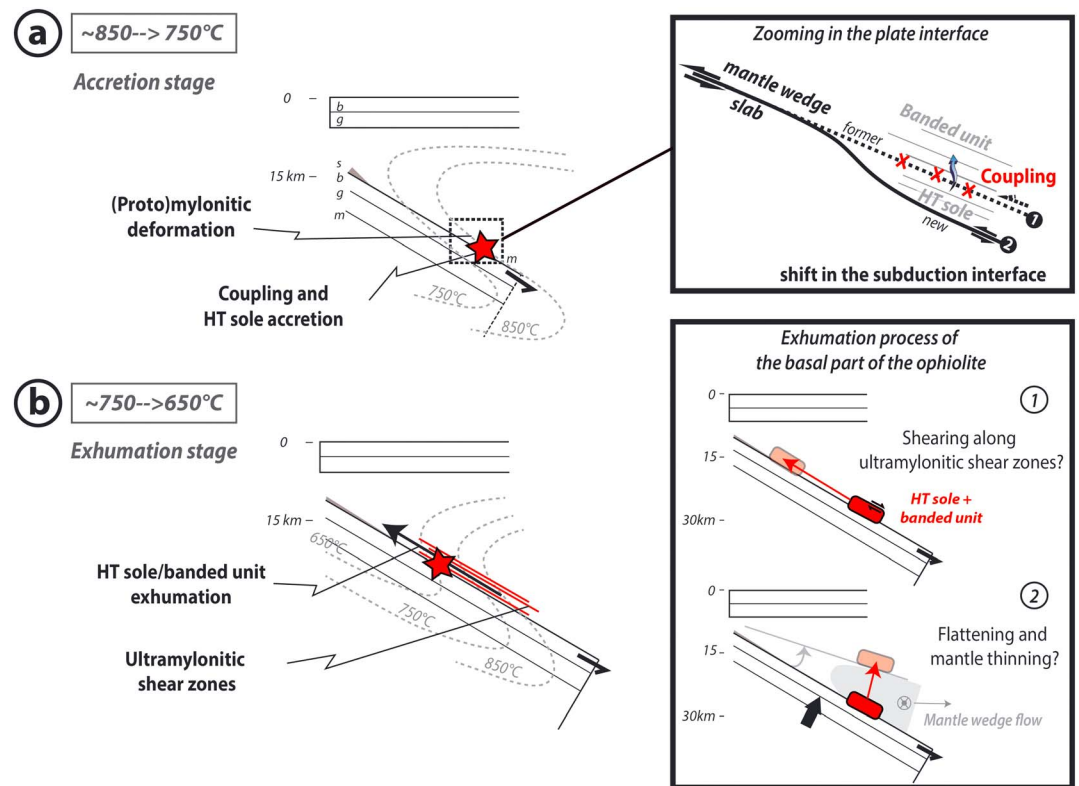 a
~850--> 750°C
Accretion stage
0
b
g
s
15 km
b
g
m
(Proto)mylonitic
deformation
m
Coupling and
HT sole accretion
750°C
850°C
Zooming in the plate interface
mantle wedge
slab
former
Banded unit
Coupling
HT sole
1
new
2
shift in the subduction interface
b
~750-->650°C
Exhumation stage
0
15 km
650°C
HT sole/banded unit
exhumation
750°C
850°C
Ultramylonitic
shear zones
Exhumation process of
the basal part of the ophiolite
0
1
15
Shearing along
ultramylonitic shear zones?
HT sole +
banded unit
30km
0
2
15
Flattening and
mantle thinning?
30km
Mantle wedge flow